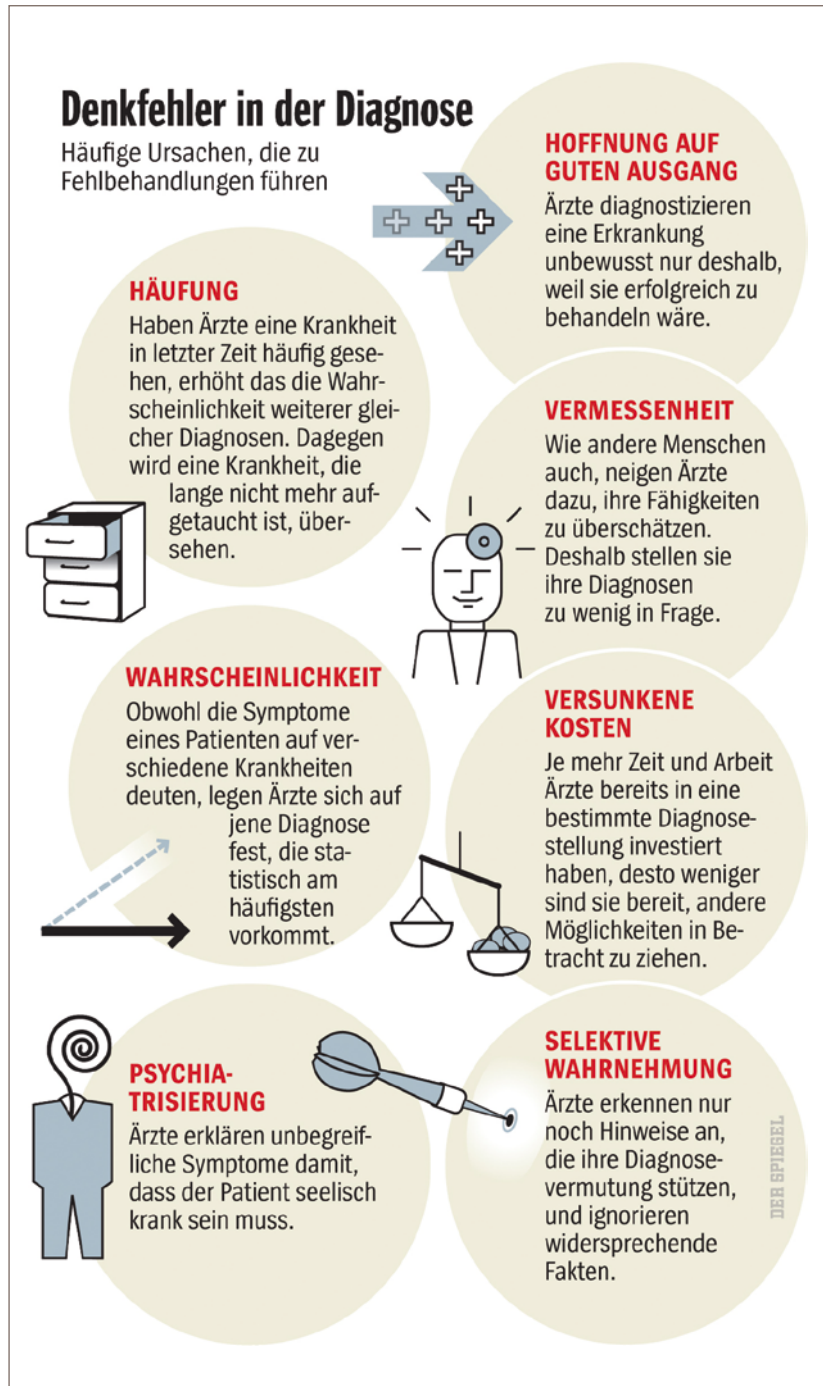 Denkfehler in der Diagnose
Häufige Ursachen, die zu
Fehlbehandlungen führen
HOFFNUNG AUF
GUTEN AUSGANG
Ärzte diagnostizieren
eine Erkrankung
unbewusst nur deshalb,
weil sie erfolgreich zu
behandeln wäre.
HÄUFUNG
Haben Ärzte eine Krankheit
in letzter Zeit häufig gese-
hen, erhöht das die Wahr-
scheinlichkeit weiterer glei-
cher Diagnosen. Dagegen
wird eine Krankheit, die
lange nicht mehr auf-
getaucht ist, über-
sehen.
VERMESSENHEIT
Wie andere Menschen
auch, neigen Ärzte
dazu, ihre Fähigkeiten
zu überschätzen.
Deshalb stellen sie
ihre Diagnosen
zu wenig in Frage.
WAHRSCHEINLICHKEIT
Obwohl die Symptome
eines Patienten auf ver-
schiedene Krankheiten
deuten, legen Ärzte sich auf
jene Diagnose
fest, die sta-
tistisch am
häufigsten
vorkommt.
VERSUNKENE
KOSTEN
Je mehr Zeit und Arbeit
Ärzte bereits in eine
bestimmte Diagnose-
stellung investiert
haben, desto weniger
sind sie bereit, andere
Möglichkeiten in Be-
tracht zu ziehen.
PSYCHIA-
TRISIERUNG
Ärzte erklären unbegreif-
liche Symptome damit,
dass der Patient seelisch
krank sein muss.
SELEKTIVE
WAHRNEHMUNG
Ärzte erkennen nur
noch Hinweise an,
die ihre Diagnose-
vermutung stützen,
und ignorieren
widersprechende
Fakten.
DER SPIEGEL